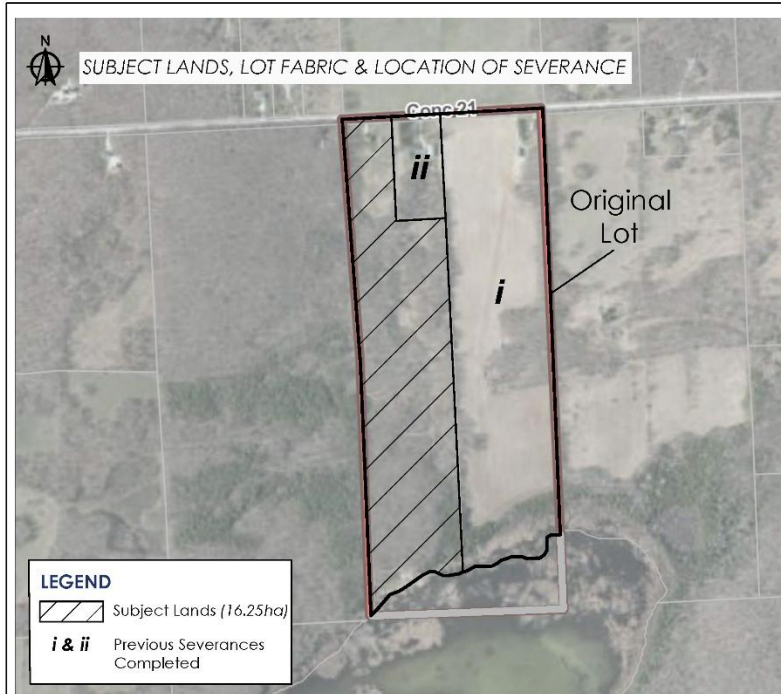 N
SUBJECT LANDS, LOT FABRIC & LOCATION OF SEVERANCE
Conc 21
ii
Original
Lot
i
LEGEND
Subject Lands (16.25ha)
i & ii Previous Severances
Completed